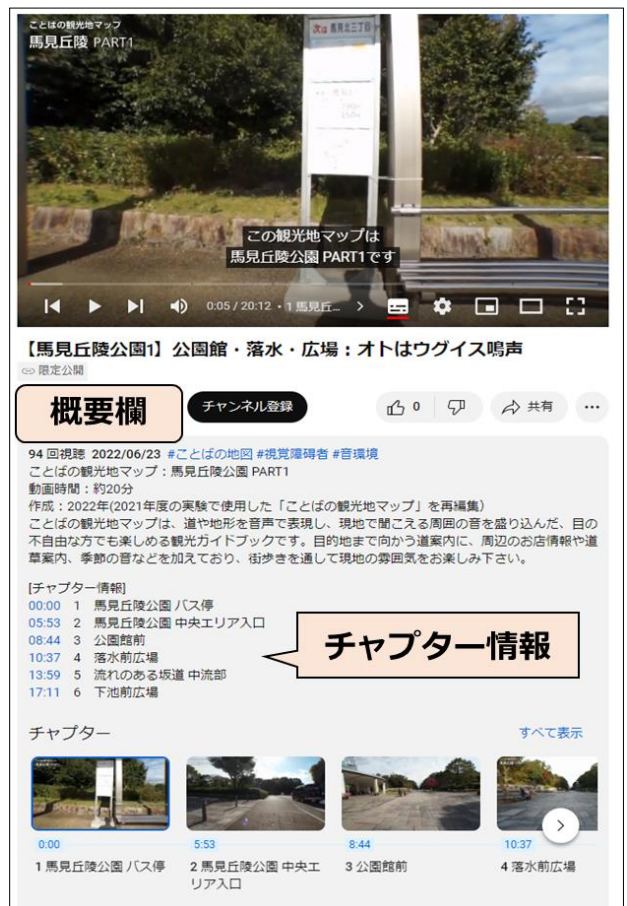 ことばの観光地マップ
馬見丘陵 PART1
次は 馬見北三丁目
この観光地マップは
馬見丘陵公園 PART1です
0:05 / 20:12 • 1 馬見丘…
【馬見丘陵公園1】公園館・落水・広場：オトはウグイス鳴声
限定公開
概要欄
チャンネル登録
0
共有
94 回視聴 2022/06/23 #ことばの地図 #視覚障碍者 #音環境
ことばの観光地マップ：馬見丘陵公園 PART1
動画時間：約20分
作成：2022年(2021年度の実験で使用した「ことばの観光地マップ」を再編集)
ことばの観光地マップは、道や地形を音声で表現し、現地で聞こえる周囲の音を盛り込んだ、目の
不自由な方でも楽しめる観光ガイドブックです。目的地まで向かう道案内に、周辺のお店情報や道
草案内、季節の音などを加えており、街歩きを通して現地の雰囲気をお楽しみ下さい。
[チャプター情報]
00:00 1 馬見丘陵公園 バス停
05:53 2 馬見丘陵公園 中央エリア入口
08:44 3 公園館前
10:37 4 落水前広場
13:59 5 流れのある坂道 中流部
17:11 6 下池前広場
チャプター情報
チャプター
すべて表示
0:00
1 馬見丘陵公園 バス停
5:53
2 馬見丘陵公園 中央エ
リア入口
8:44
3 公園館前
10:37
4 落水前広場